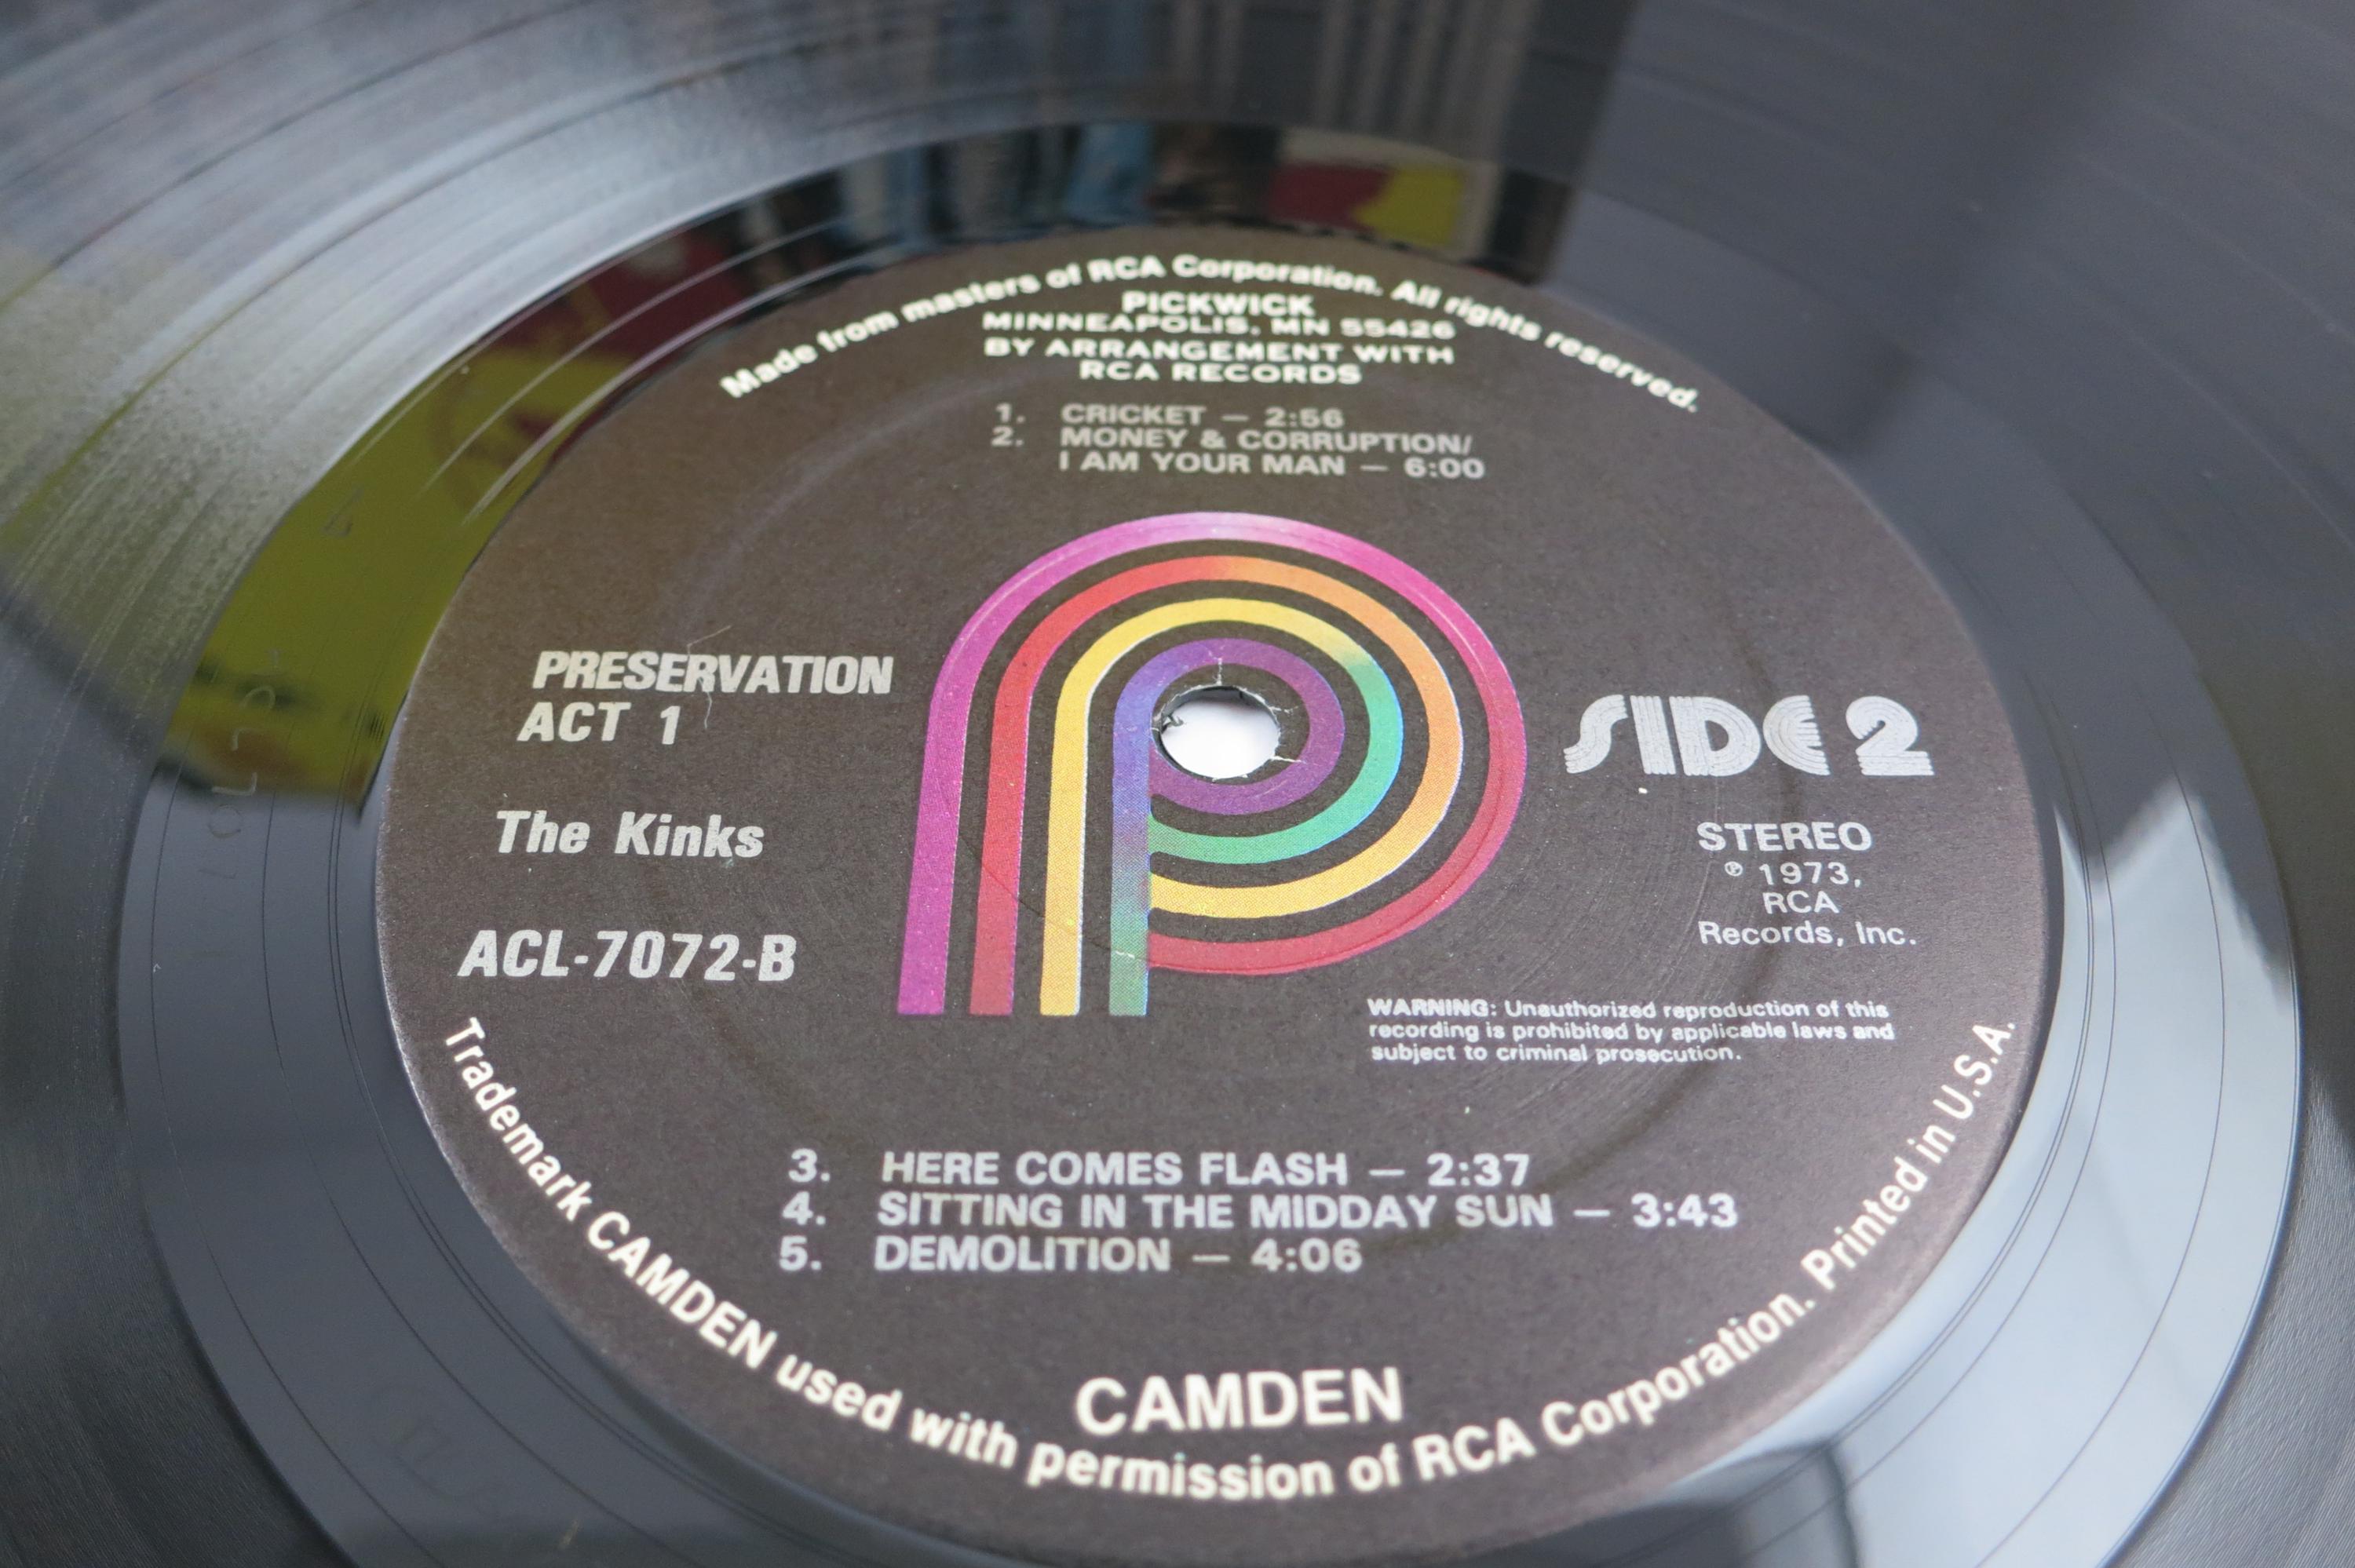 Made from masters of RCA Corporation. All rights reserved.
PICKWICK
MINNEAPOLIS, MN 55426
BY ARRANGEMENT WITH
RCA RECORDS
1. CRICKET — 2:56
2. MONEY & CORRUPTION/
I AM YOUR MAN — 6:00
PRESERVATION
ACT 1
The Kinks
ACL-7072-B
SIDE 2
STEREO
℗ 1973,
RCA
Records, Inc.
WARNING: Unauthorized reproduction of this
recording is prohibited by applicable laws and
subject to criminal prosecution.
3. HERE COMES FLASH — 2:37
4. SITTING IN THE MIDDAY SUN — 3:43
5. DEMOLITION — 4:06
CAMDEN
Trademark CAMDEN used with permission of RCA Corporation. Printed in U.S.A.